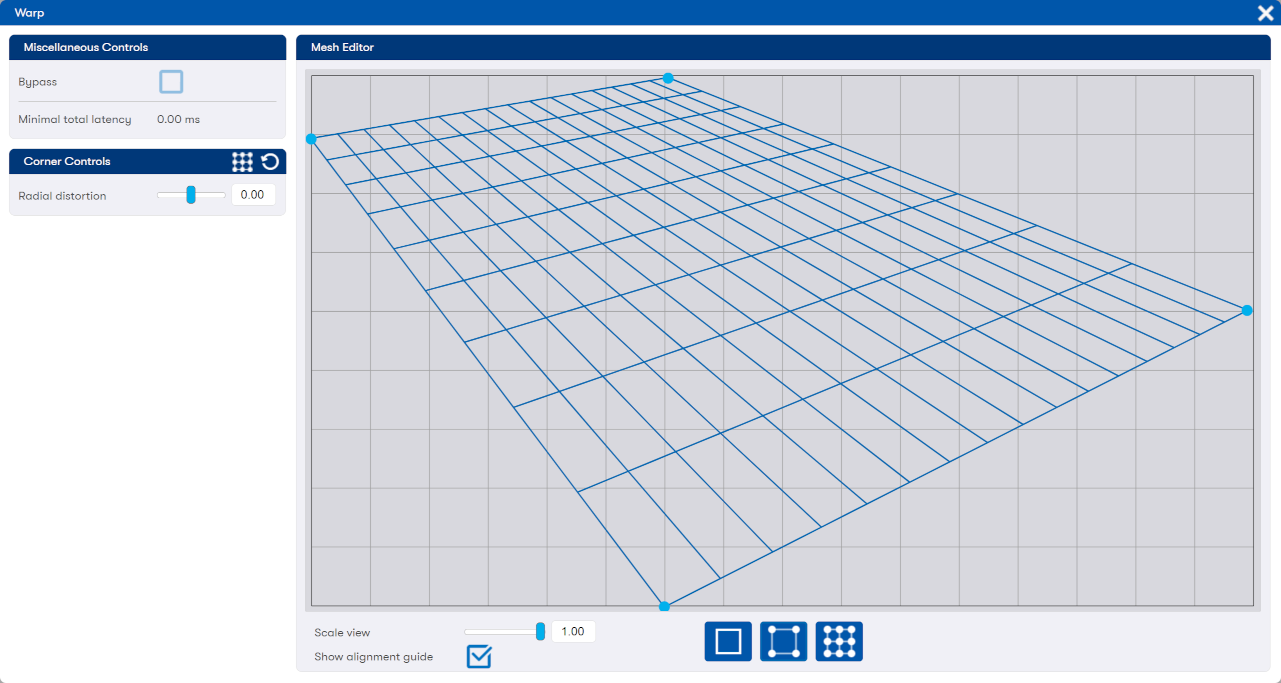 Warp
Miscellaneous Controls
Bypass
Minimal total latency 0.00 ms
Corner Controls
Radial distortion 0.00
Mesh Editor
Scale view 1.00
Show alignment guide